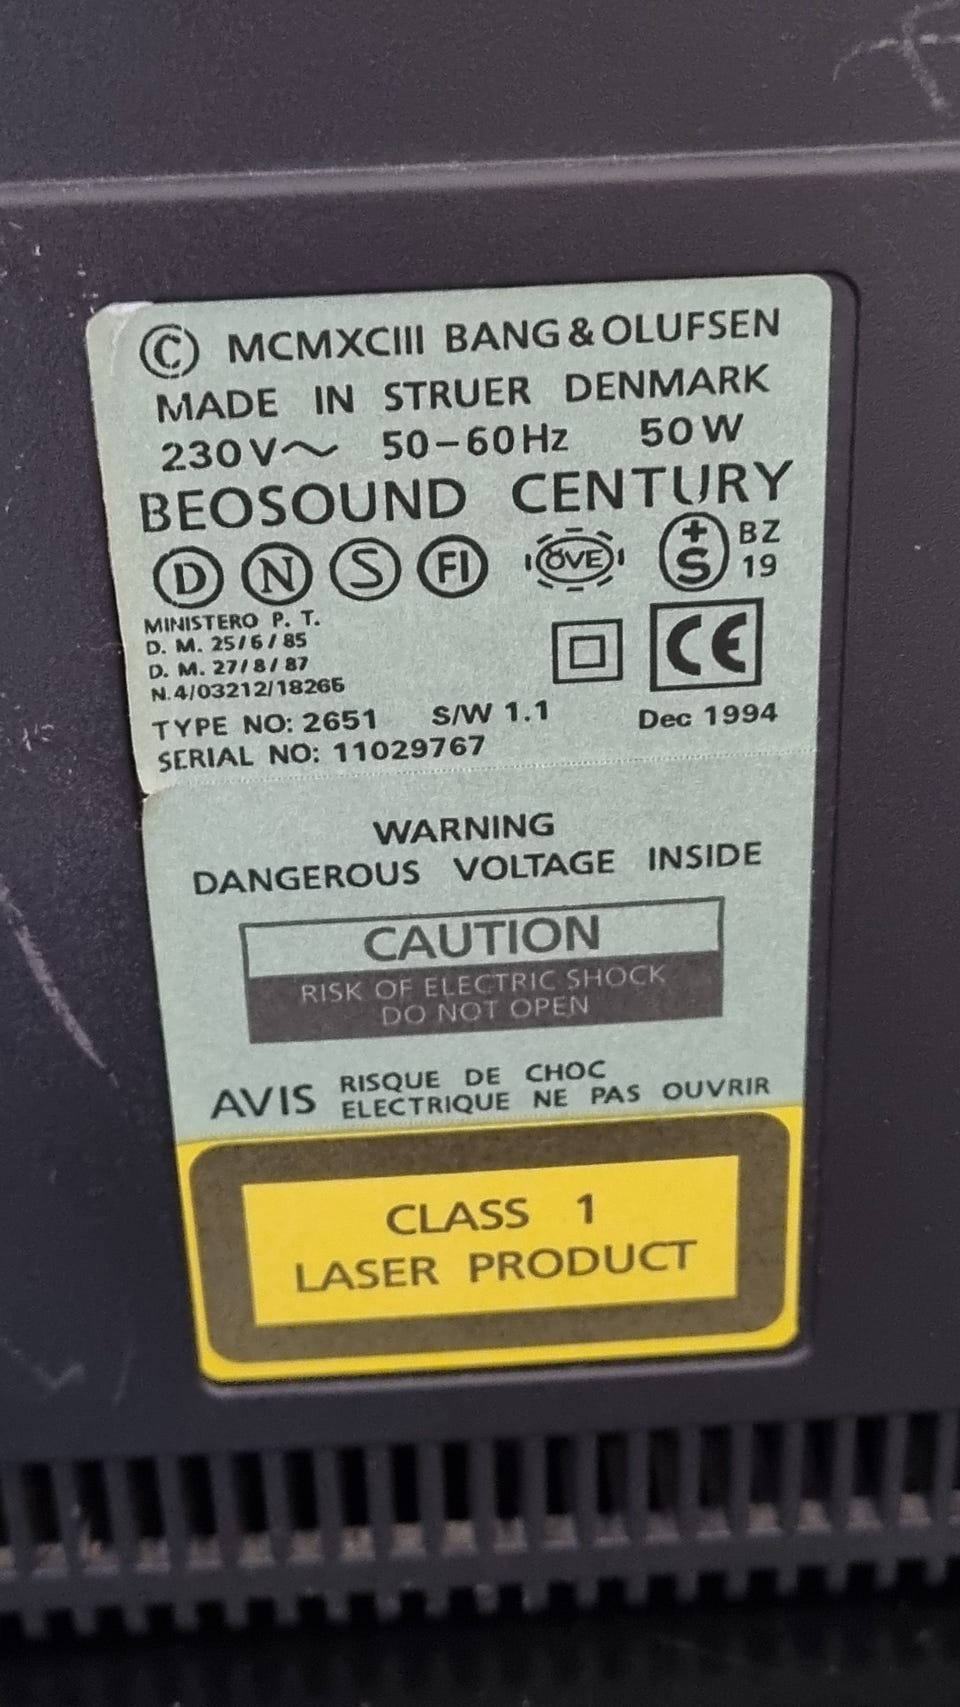 © MCMXCIII BANG & OLUFSEN
MADE IN STRUER DENMARK
230V~ 50-60Hz 50W
BEOSOUND CENTURY
D N S FI ÖVE +S BZ 19
MINISTERO P. T.
D. M. 25/6/85
D. M. 27/8/87
N.4/03212/18265
CE
TYPE NO: 2651 S/W 1.1 Dec 1994
SERIAL NO: 11029767
WARNING
DANGEROUS VOLTAGE INSIDE
CAUTION
RISK OF ELECTRIC SHOCK
DO NOT OPEN
AVIS RISQUE DE CHOC
ELECTRIQUE NE PAS OUVRIR
CLASS 1
LASER PRODUCT